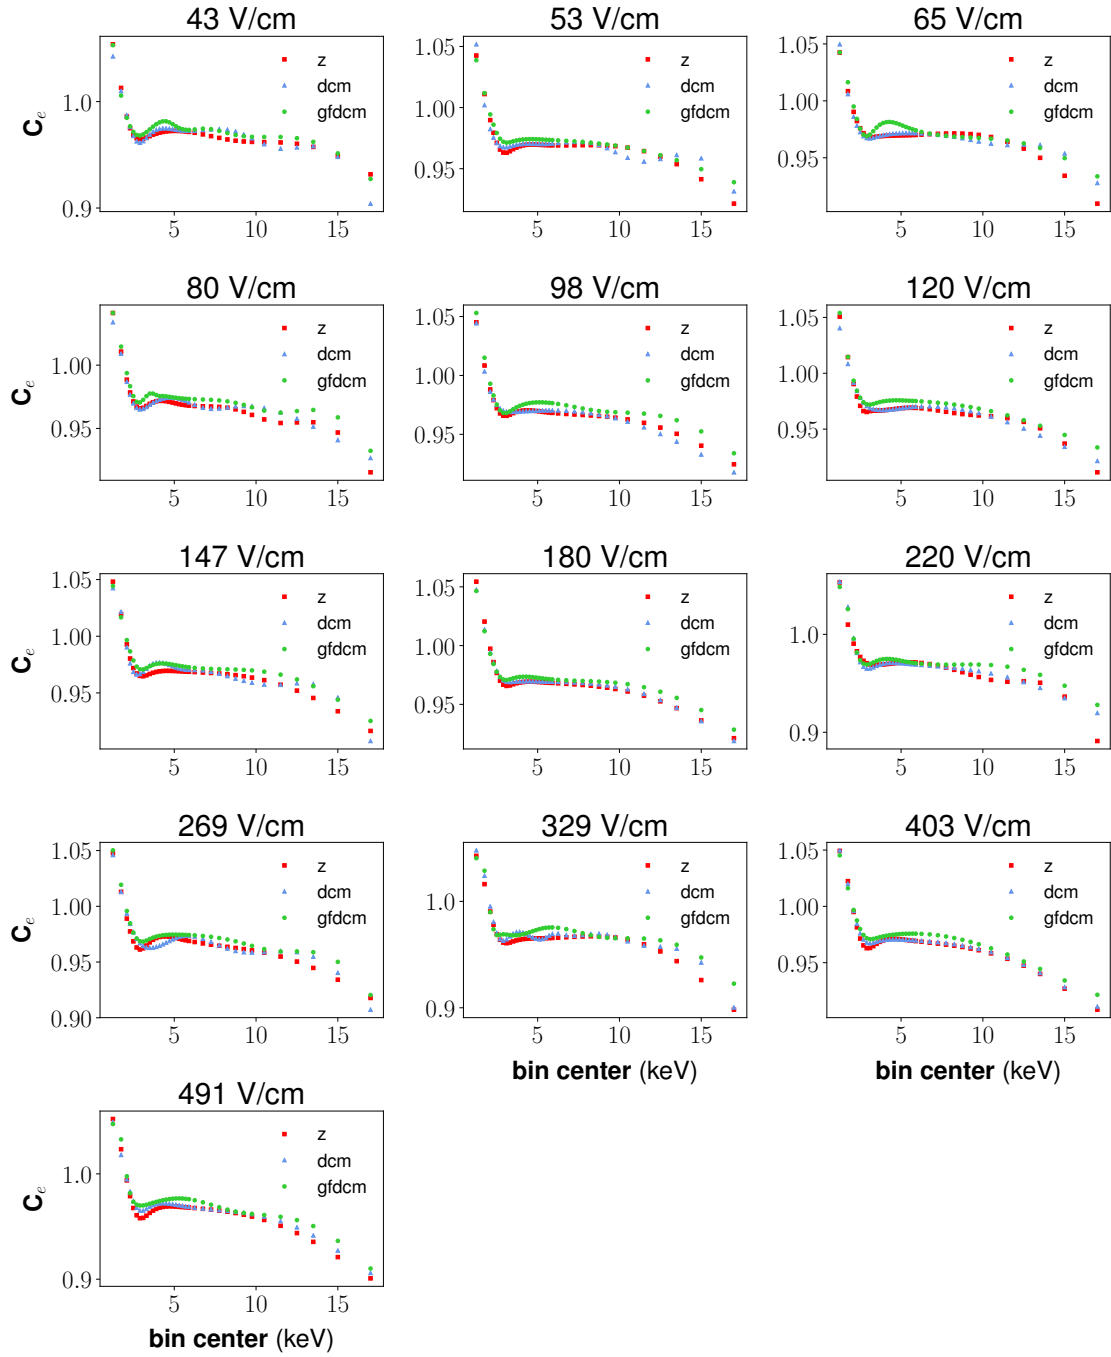 43 V/cm
53 V/cm
65 V/cm
C_e
1.0
0.9
5 10 15
z
dcm
gfdcm
1.05
1.00
0.95
5 10 15
z
dcm
gfdcm
1.05
1.00
0.95
5 10 15
z
dcm
gfdcm
80 V/cm
98 V/cm
120 V/cm
C_e
1.00
0.95
5 10 15
z
dcm
gfdcm
1.05
1.00
0.95
5 10 15
z
dcm
gfdcm
1.05
1.00
0.95
5 10 15
z
dcm
gfdcm
147 V/cm
180 V/cm
220 V/cm
C_e
1.05
1.00
0.95
5 10 15
z
dcm
gfdcm
1.05
1.00
0.95
5 10 15
z
dcm
gfdcm
1.0
0.9
5 10 15
z
dcm
gfdcm
269 V/cm
329 V/cm
403 V/cm
C_e
1.05
1.00
0.95
0.90
5 10 15
z
dcm
gfdcm
1.0
0.9
5 10 15
z
dcm
gfdcm
bin center (keV)
1.05
1.00
0.95
5 10 15
z
dcm
gfdcm
bin center (keV)
491 V/cm
C_e
1.0
0.9
5 10 15
z
dcm
gfdcm
bin center (keV)